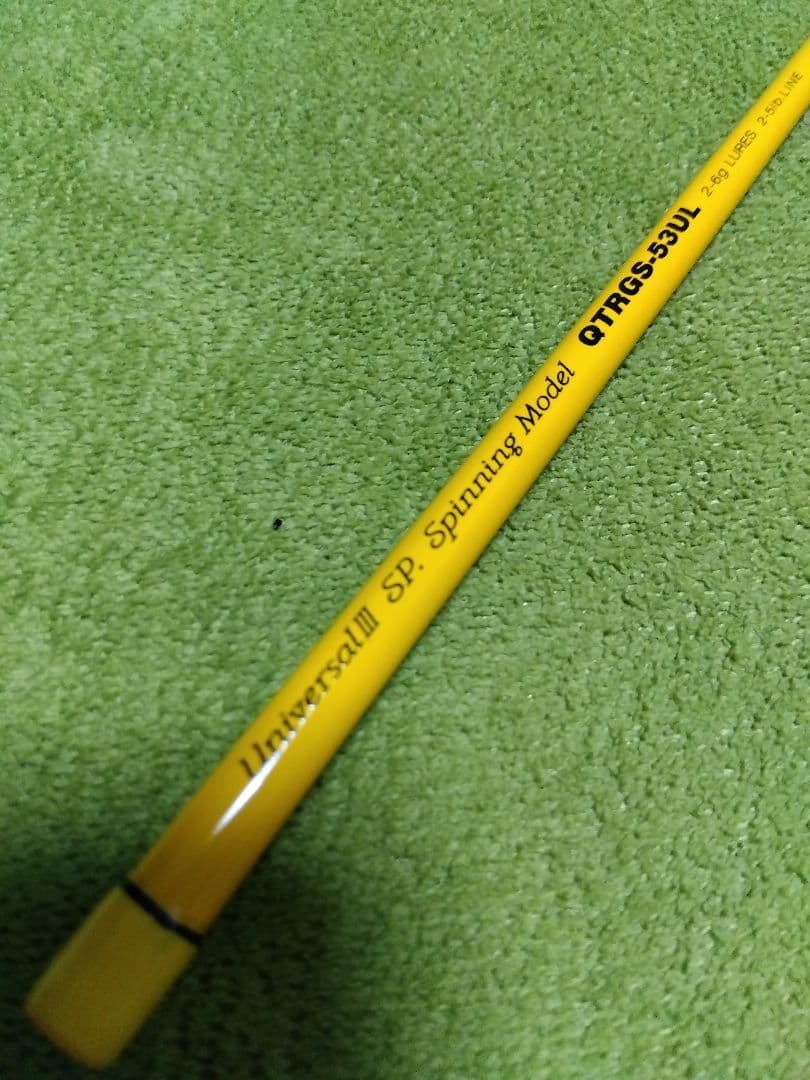 UniversalⅢ SP. Spinning Model QTRGS-53UL 2-6g LURES 2-5lb.LINE